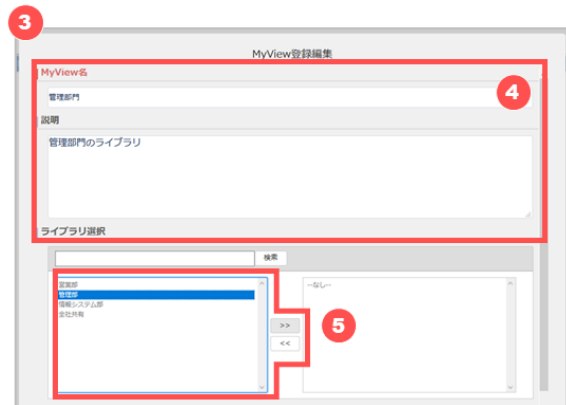 3
MyView登録編集
MyView名
管理部門
4
説明
管理部門のライブラリ
ライブラリ選択
検索
営業部
管理部
情報システム部
全社共有
--なし--
>>
<<
5